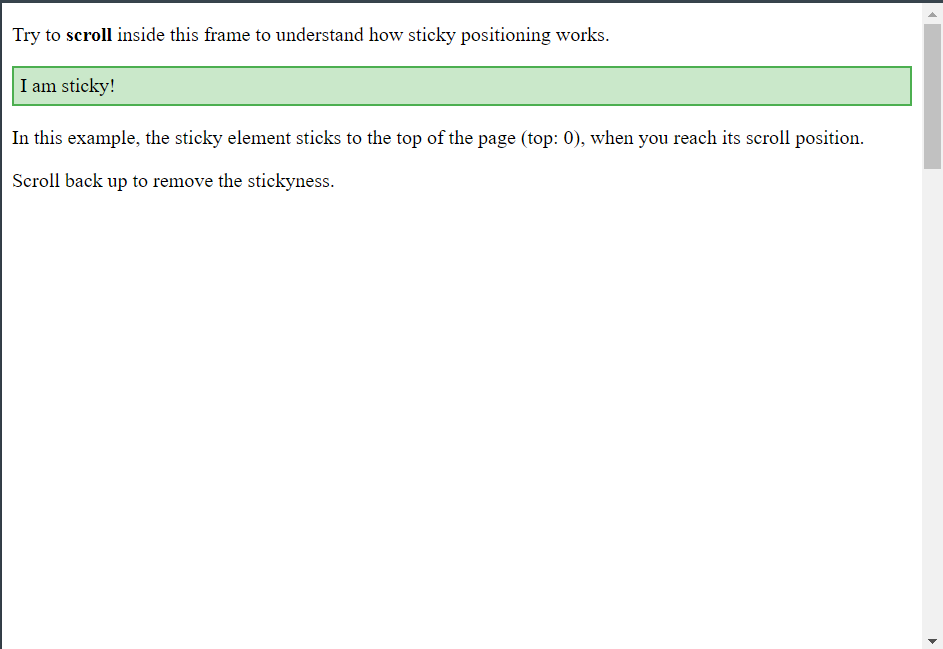 Try to scroll inside this frame to understand how sticky positioning works.
I am sticky!
In this example, the sticky element sticks to the top of the page (top: 0), when you reach its scroll position.
Scroll back up to remove the stickyness.